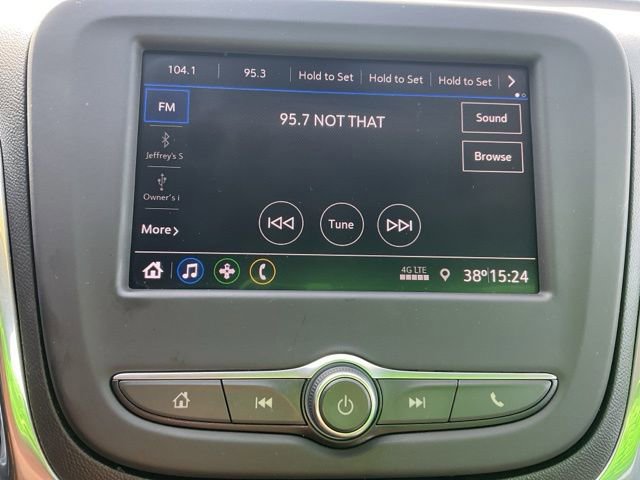 104.1 95.3 Hold to Set Hold to Set Hold to Set
FM
95.7 NOT THAT
Sound
Jeffrey's S
Browse
Owner's i
More
Tune
4G LTE
38° 15:24